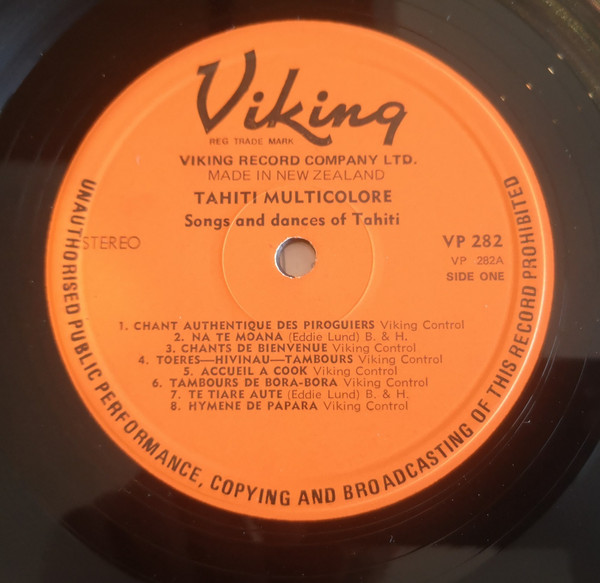 Viking
REG TRADE MARK
VIKING RECORD COMPANY LTD.
MADE IN NEW ZEALAND
TAHITI MULTICOLORE
Songs and dances of Tahiti
STEREO
VP 282
VP 282A
SIDE ONE
1. CHANT AUTHENTIQUE DES PIROGUIERS Viking Control
2. NA TE MOANA (Eddie Lund) B. & H.
3. CHANTS DE BIENVENUE Viking Control
4. TOERES—HIVINAU—TAMBOURS Viking Control
5. ACCUEIL A COOK Viking Control
6. TAMBOURS DE BORA-BORA Viking Control
7. TE TIARE AUTE (Eddie Lund) B. & H.
8. HYMENE DE PAPARA Viking Control
UNAUTHORISED PUBLIC PERFORMANCE, COPYING AND BROADCASTING OF THIS RECORD PROHIBITED